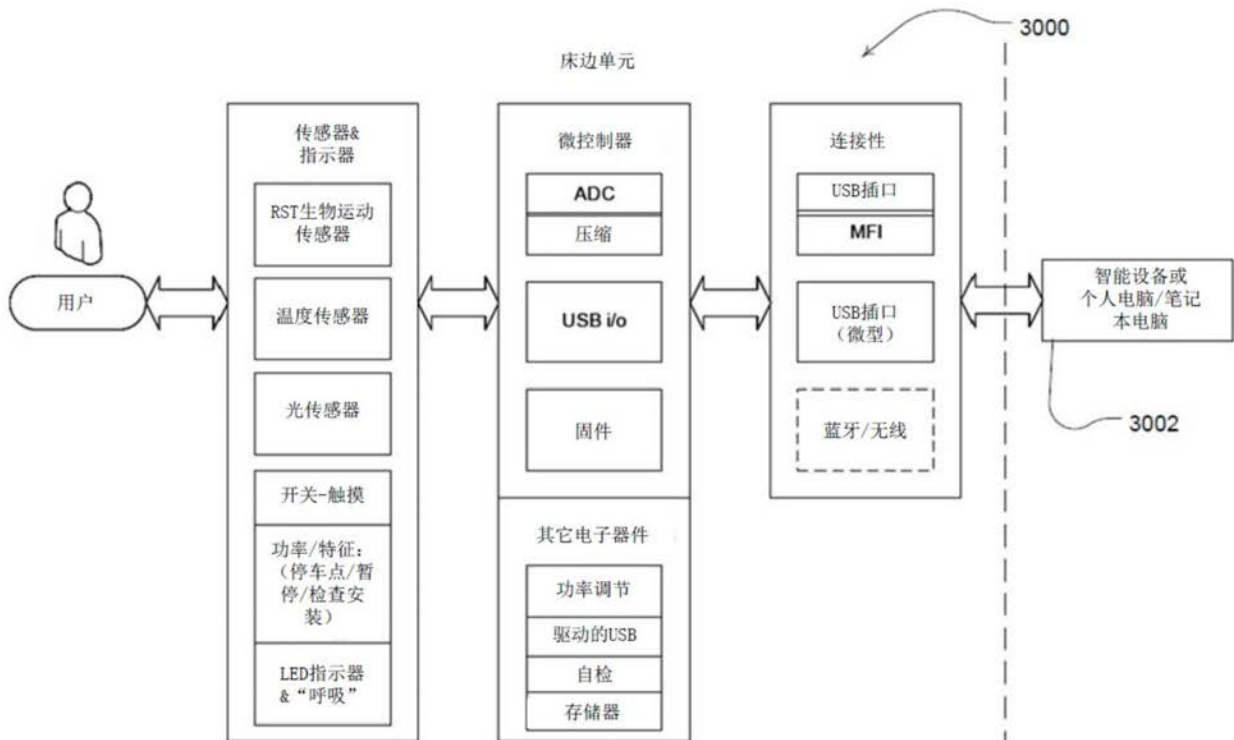 3000
床边单元
传感器&
指示器
RST生物运动
传感器
温度传感器
光传感器
开关-触摸
功率/特征：
（停车点/暂
停/检查安
装）
LED指示器
&“呼吸”
微控制器
ADC
压缩
USB i/o
固件
其它电子器件
功率调节
驱动的USB
自检
存储器
连接性
USB插口
MFI
USB插口
（微型）
蓝牙/无线
用户
智能设备或
个人电脑/笔记
本电脑
3002